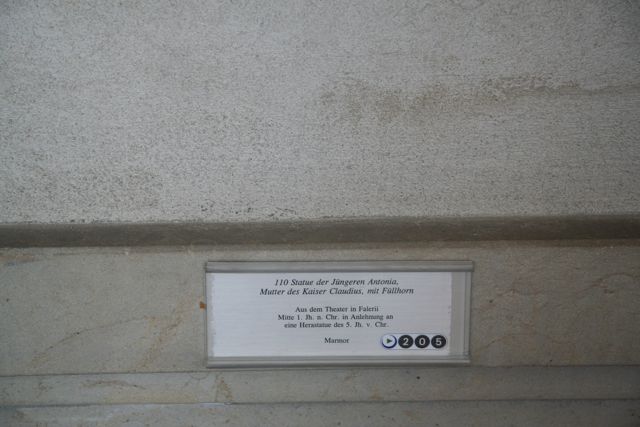 110 Statue der Jüngeren Antonia,
Mutter des Kaiser Claudius, mit Füllhorn
Aus dem Theater in Falerii
Mitte 1. Jh. n. Chr. in Anlehnung an
eine Herastatue des 5. Jh. v. Chr.
Marmor 205